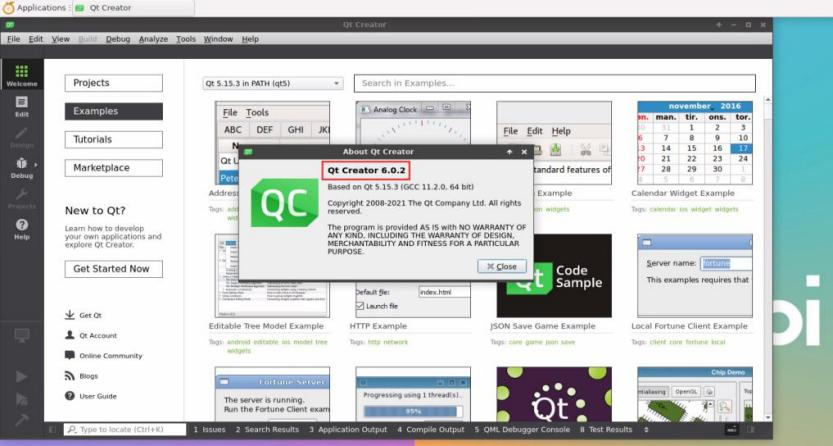 Applications : Qt Creator
Qt Creator
File Edit View Build Debug Analyze Tools Window Help
Welcome
Edit
Design
Debug
Projects
Help
Projects
Examples
Tutorials
Marketplace
New to Qt?
Learn how to develop
your own applications and
explore Qt Creator.
Get Started Now
Get Qt
Qt Account
Online Community
Blogs
User Guide
Qt 5.15.3 in PATH (qt5)
Search in Examples...
File Tools
ABC DEF GHI JKL
Analog Clock
File Edit Help
standard features of
november, 2016
man. tir. ons. tor.
1 2 3
6 7 8 9 10
13 14 15 16 17
20 21 22 23 24
27 28 29 30
About Qt Creator
Qt Creator 6.0.2
Based on Qt 5.15.3 (GCC 11.2.0, 64 bit)
Copyright 2008-2021 The Qt Company Ltd. All rights
reserved.
The program is provided AS IS with NO WARRANTY OF
ANY KIND, INCLUDING THE WARRANTY OF DESIGN,
MERCHANTABILITY AND FITNESS FOR A PARTICULAR
PURPOSE.
Close
QC
Example
Calendar Widget Example
Tags: calendar ios widget widgets
Default file: index.html
Launch file
Qt Code
Sample
Server name: fortune
This examples requires that
Editable Tree Model Example
HTTP Example
JSON Save Game Example
Local Fortune Client Example
Tags: android editable ios model tree
widgets
Tags: http network
Tags: core game json save
Tags: client core fortune local
Fortune Server
The server is running.
Run the Fortune Client exam
Progressing using 1 thread(s)...
95%
Qt
Chip Demo
OpenGL
pi
Type to locate (Ctrl+K)
1 Issues 2 Search Results 3 Application Output 4 Compile Output 5 QML Debugger Console 8 Test Results